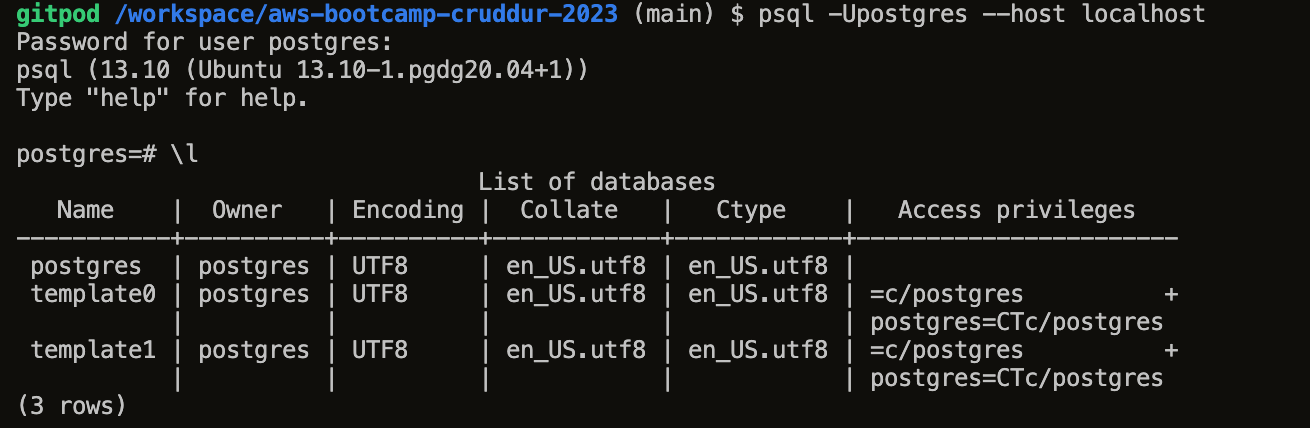 gitpod /workspace/aws-bootcamp-cruddur-2023 (main) $ psql -Upostgres --host localhost
Password for user postgres:
psql (13.10 (Ubuntu 13.10-1.pgdg20.04+1))
Type "help" for help.

postgres=# \l
                                 List of databases
   Name    |  Owner   | Encoding |  Collate   |   Ctype    |   Access privileges
-----------+----------+----------+------------+------------+-----------------------
 postgres  | postgres | UTF8     | en_US.utf8 | en_US.utf8 |
 template0 | postgres | UTF8     | en_US.utf8 | en_US.utf8 | =c/postgres          +
           |          |          |            |            | postgres=CTc/postgres
 template1 | postgres | UTF8     | en_US.utf8 | en_US.utf8 | =c/postgres          +
           |          |          |            |            | postgres=CTc/postgres
(3 rows)